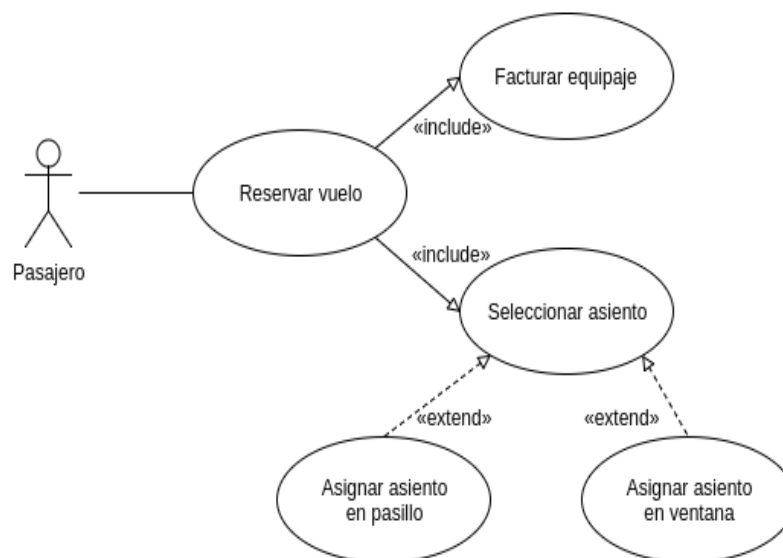 Facturar equipaje
«include»
Reservar vuelo
Pasajero
«include»
Seleccionar asiento
«extend»
«extend»
Asignar asiento
en pasillo
Asignar asiento
en ventana